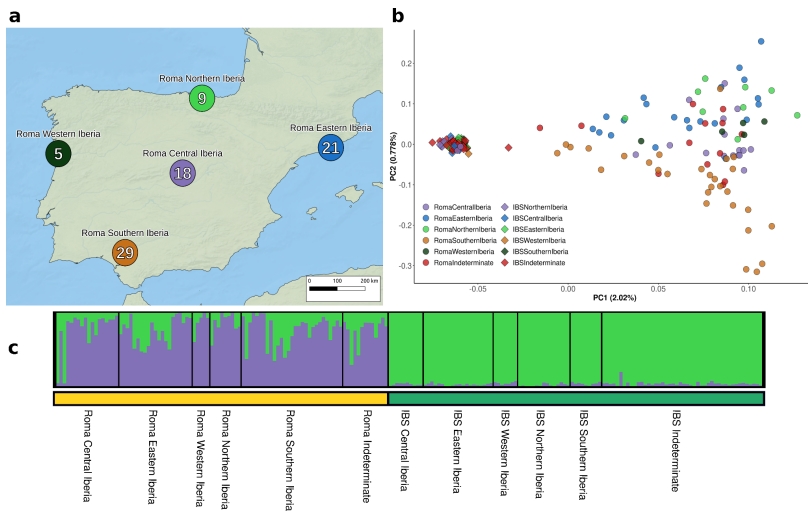 a
Roma Northern Iberia
9
Roma Western Iberia
5
Roma Eastern Iberia
21
Roma Central Iberia
18
Roma Southern Iberia
29
0 100 200 km
b
PC2 (0.778%)
0.2
0.1
0.0
-0.1
-0.2
-0.3
RomaCentralIberia IBSNorthernIberia
RomaEasternIberia IBSCentralIberia
RomaNorthernIberia IBSEasternIberia
RomaSouthernIberia IBSWesternIberia
RomaWesternIberia IBSSouthernIberia
RomaIndeterminate IBSIndeterminate
-0.05 0.00 0.05 0.10
PC1 (2.02%)
c
Roma Central Iberia
Roma Eastern Iberia
Roma Western Iberia
Roma Northern Iberia
Roma Southern Iberia
Roma Indeterminate
IBS Central Iberia
IBS Eastern Iberia
IBS Western Iberia
IBS Northern Iberia
IBS Southern Iberia
IBS Indeterminate